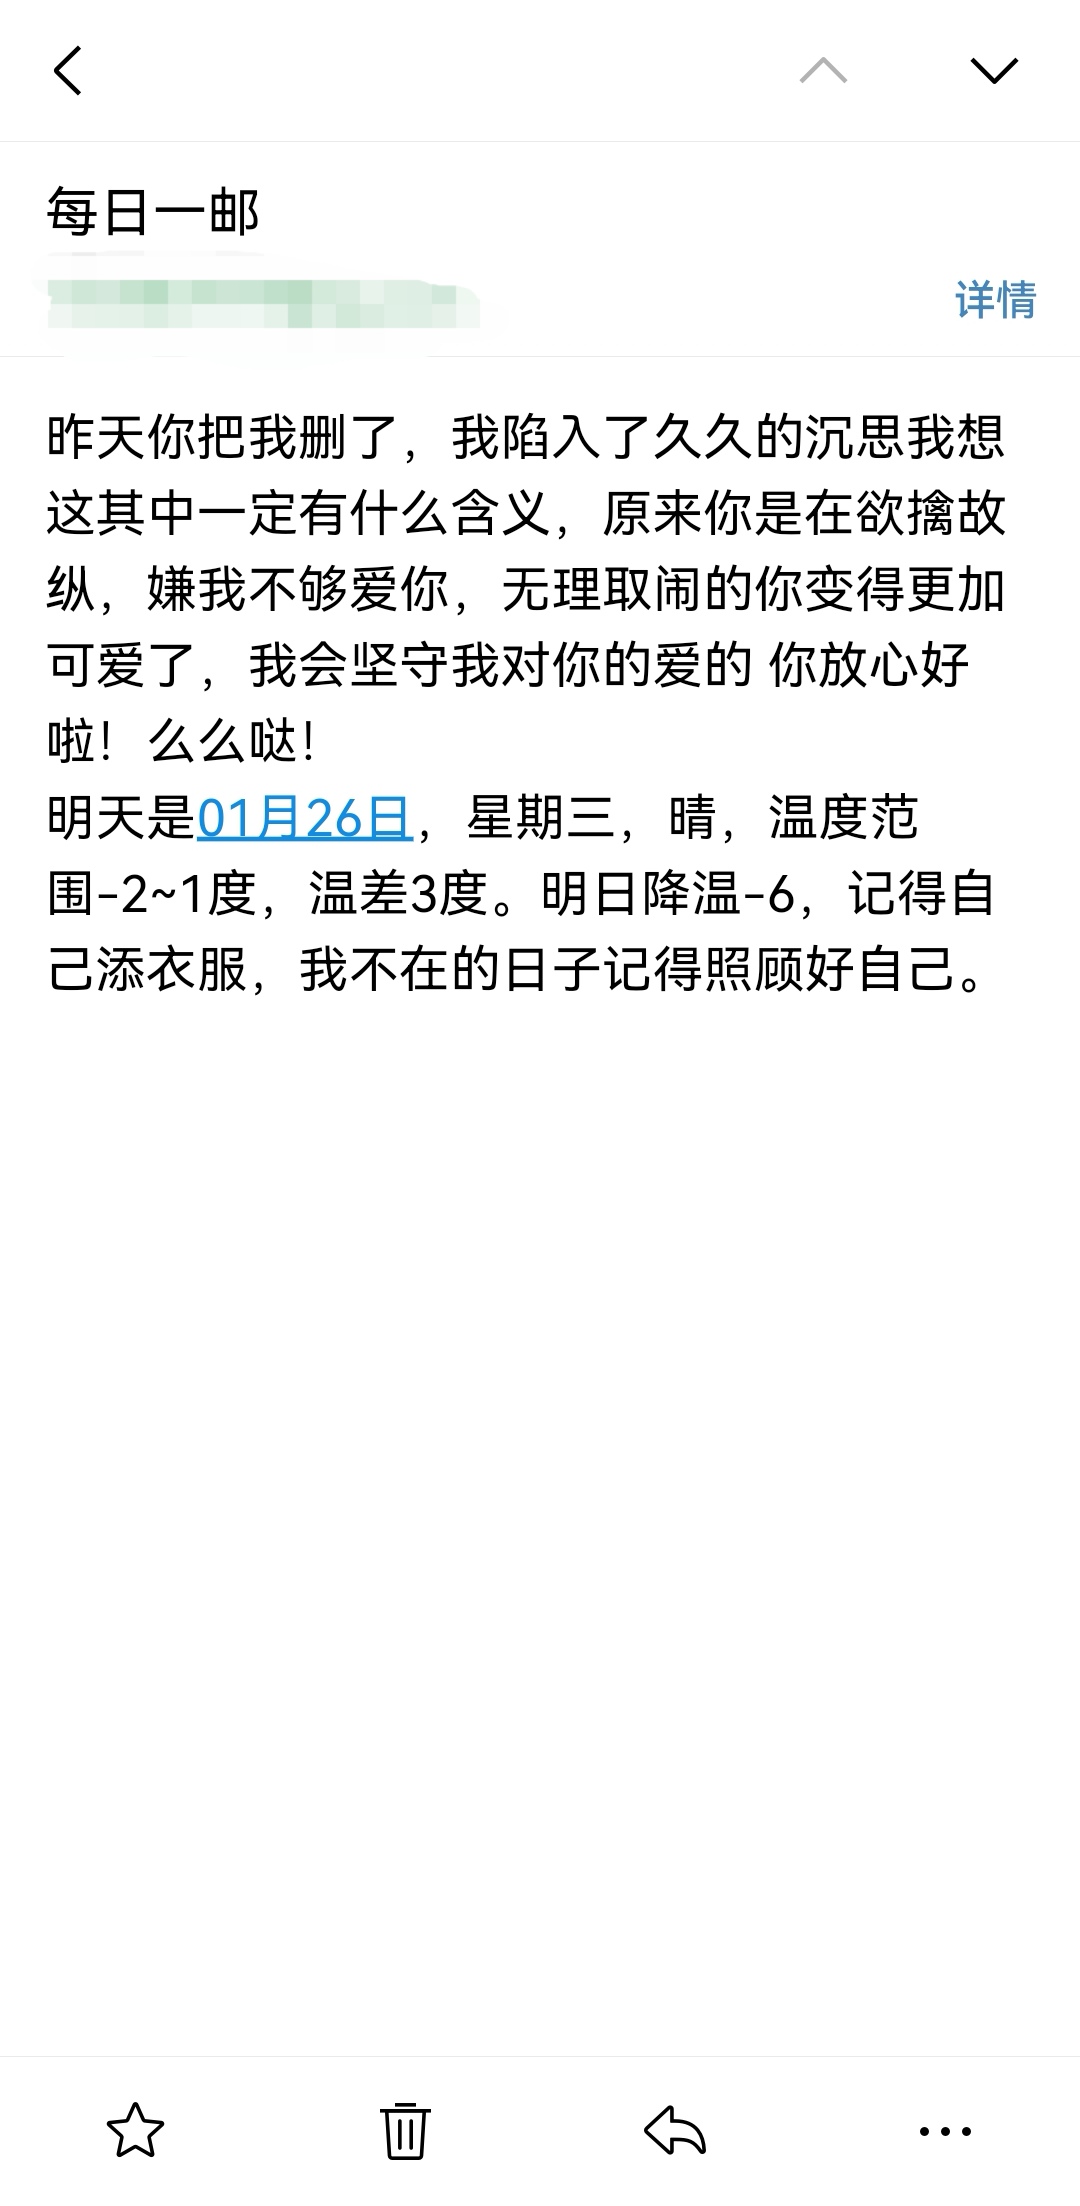 每日一邮
详情
昨天你把我删了，我陷入了久久的沉思我想
这其中一定有什么含义，原来你是在欲擒故
纵，嫌我不够爱你，无理取闹的你变得更加
可爱了，我会坚守我对你的爱的 你放心好
啦！么么哒！
明天是01月26日，星期三，晴，温度范
围-2~1度，温差3度。明日降温-6，记得自
己添衣服，我不在的日子记得照顾好自己。